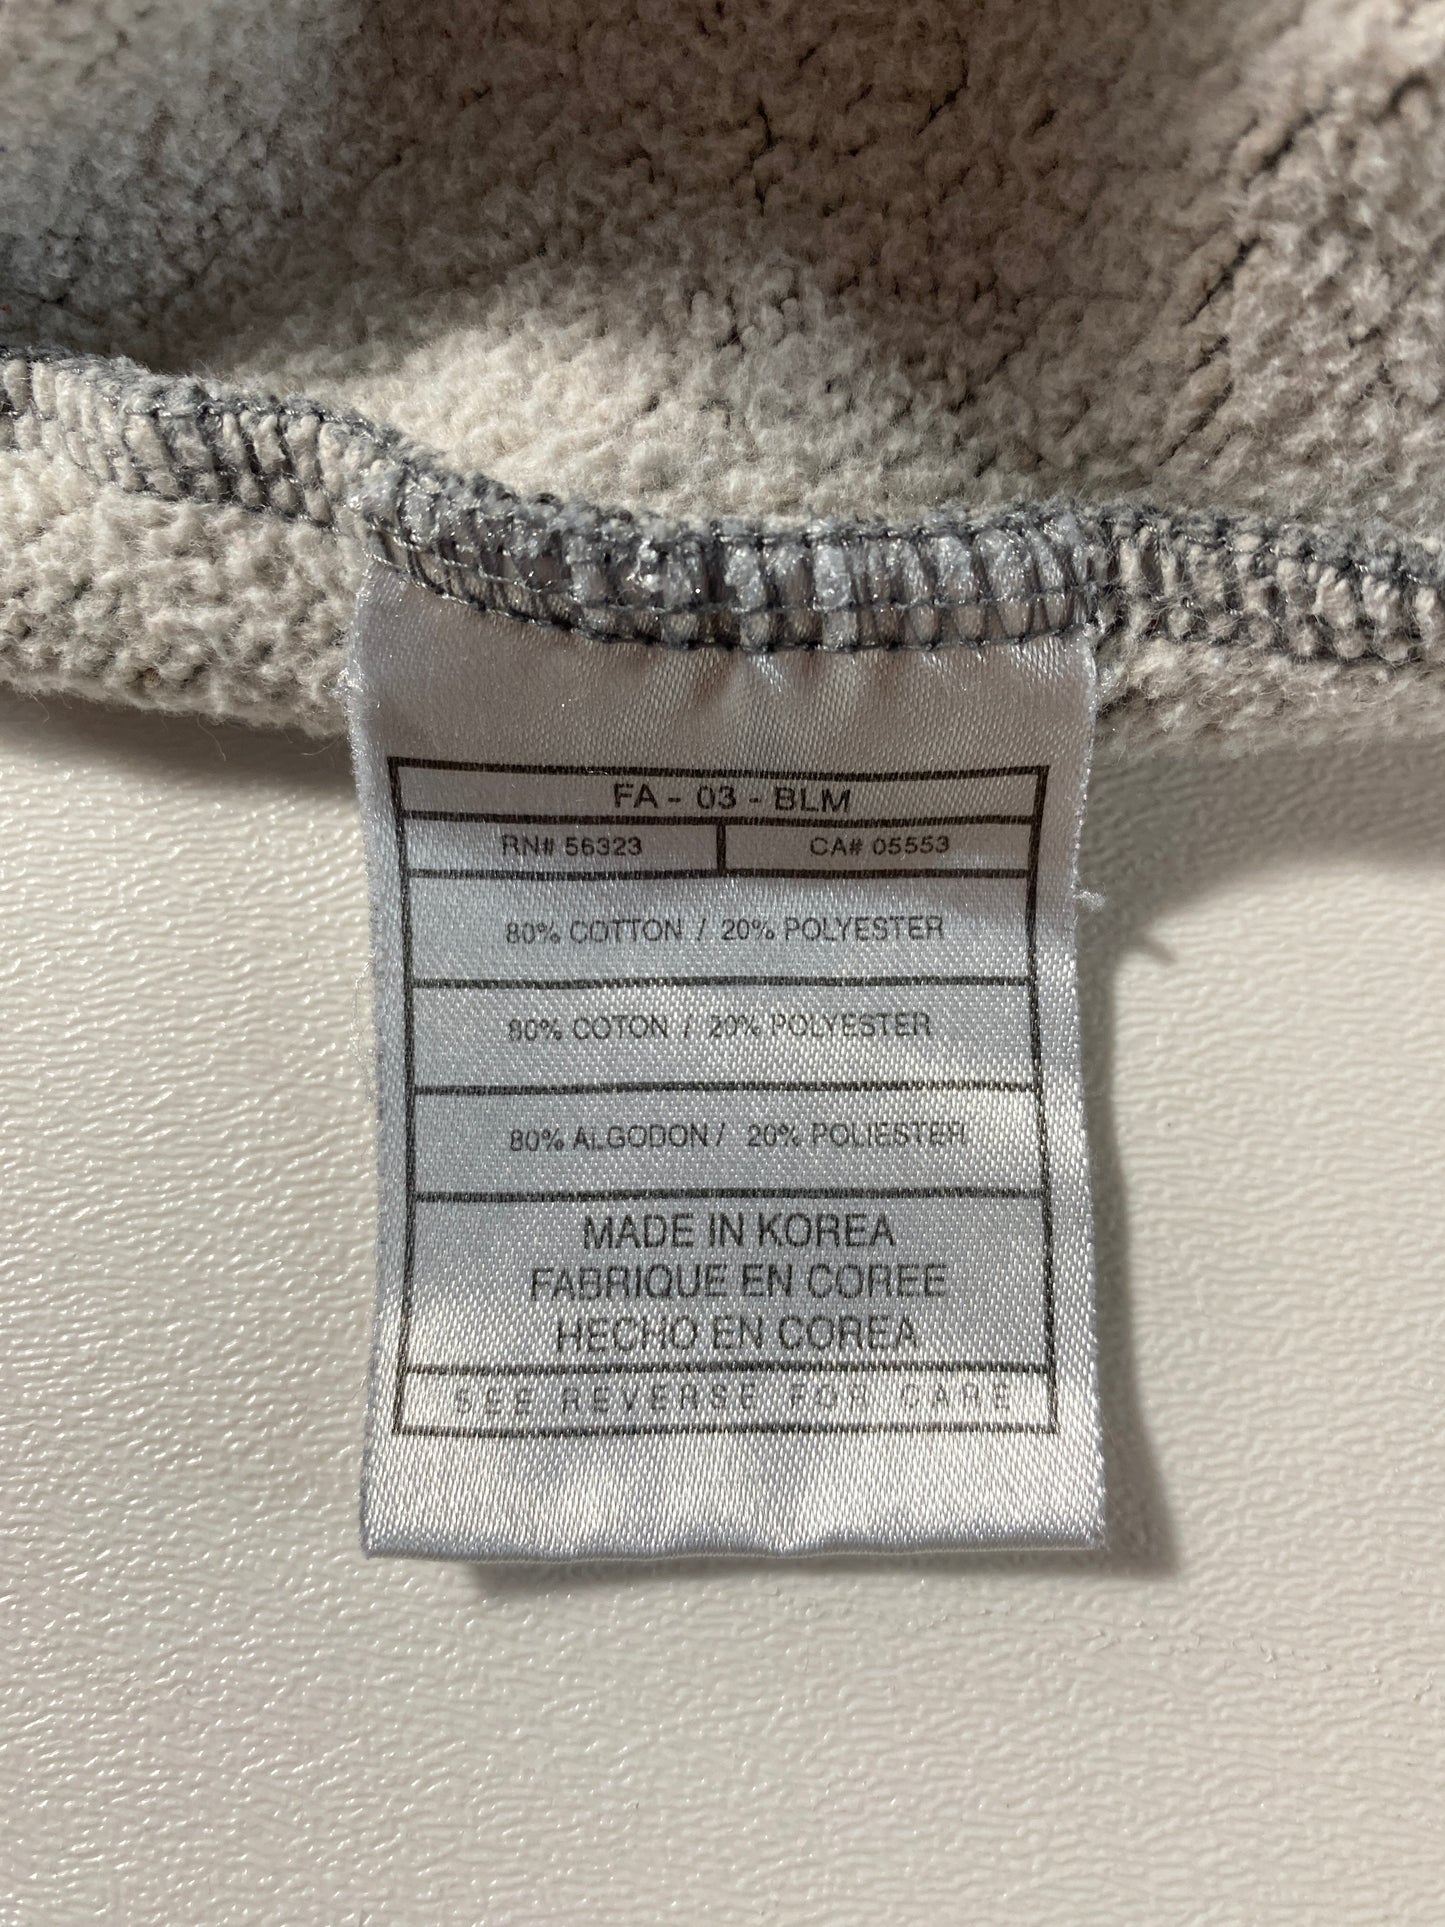 FA - 03 - BLM
RN# 56323 CA# 05553
80% COTTON / 20% POLYESTER
80% COTON / 20% POLYESTER
80% ALGODON / 20% POLIESTER
MADE IN KOREA
FABRIQUE EN COREE
HECHO EN COREA
SEE REVERSE FOR CARE